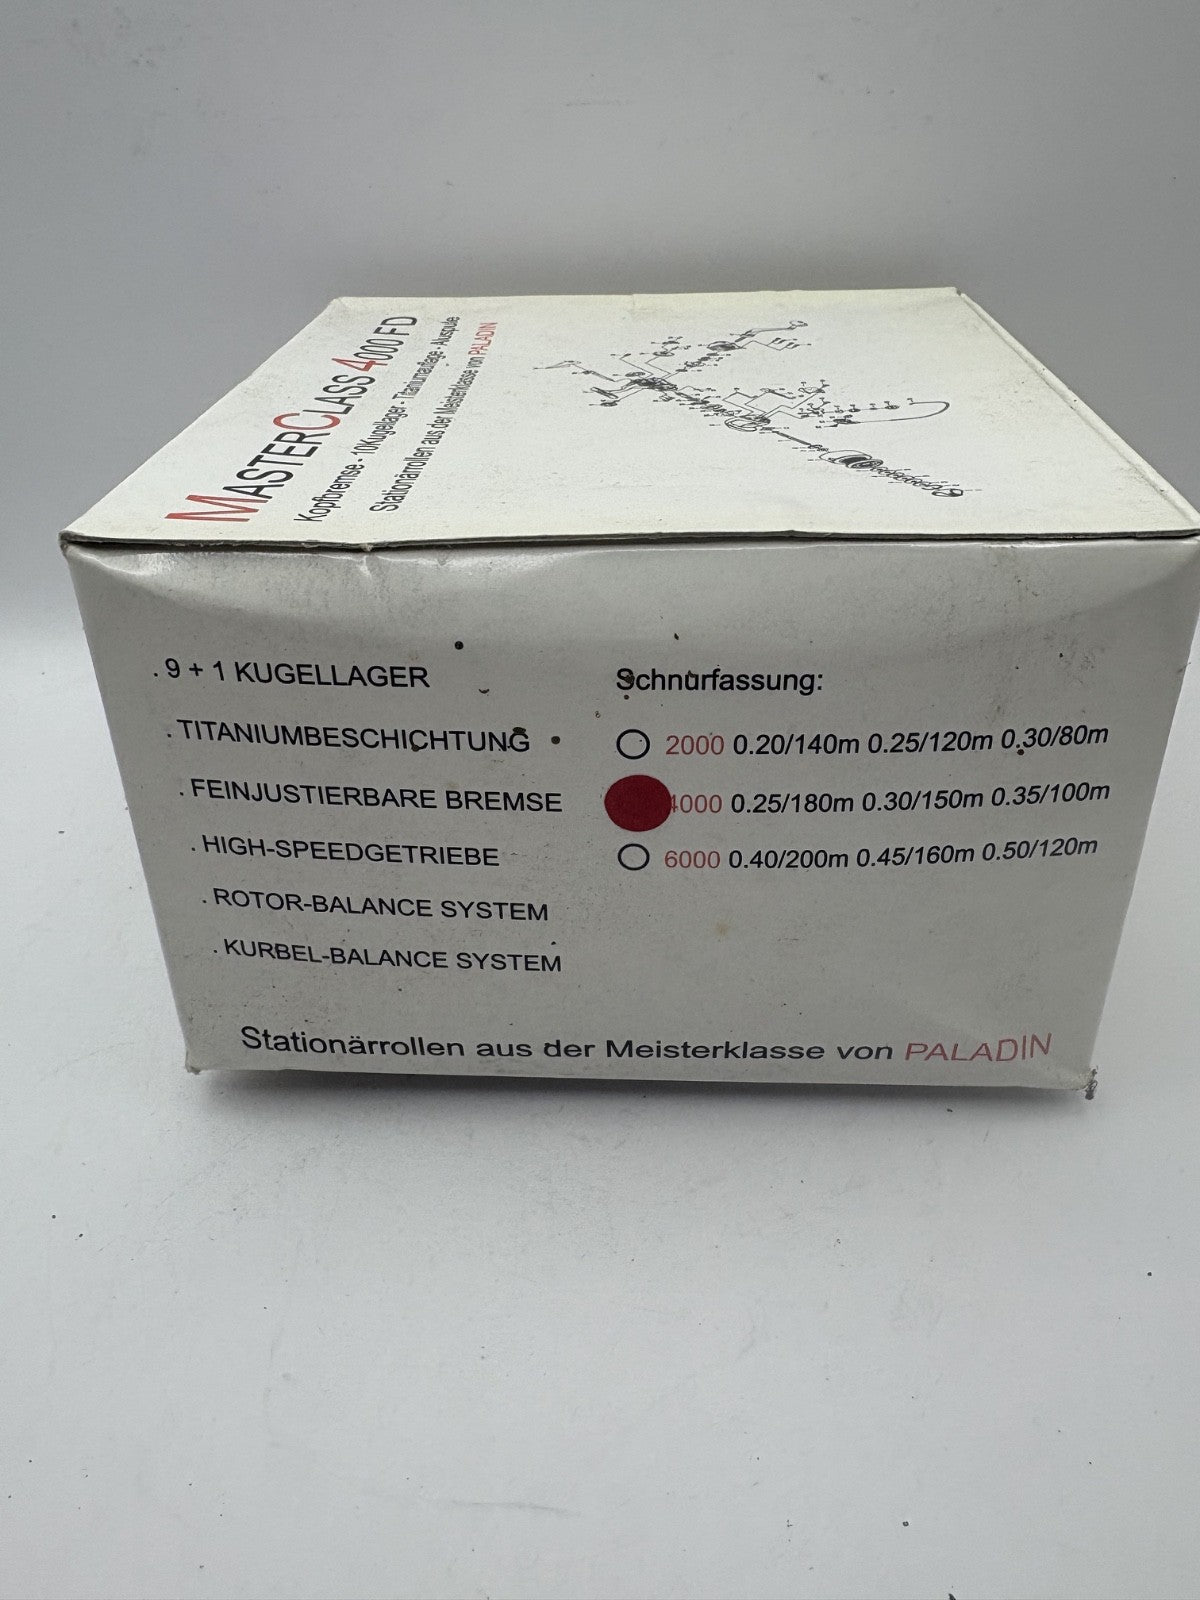 MASTERCLASS 4000 FD
Kopfbremse - 10Kugellager - Titaniumauflage - Aluspule
Stationärrollen aus der Meisterklasse von PALADIN
. 9 + 1 KUGELLAGER
. TITANIUMBESCHICHTUNG
. FEINJUSTIERBARE BREMSE
. HIGH-SPEEDGETRIEBE
. ROTOR-BALANCE SYSTEM
. KURBEL-BALANCE SYSTEM
Schnurfassung:
2000 0.20/140m 0.25/120m 0.30/80m
4000 0.25/180m 0.30/150m 0.35/100m
6000 0.40/200m 0.45/160m 0.50/120m
Stationärrollen aus der Meisterklasse von PALADIN